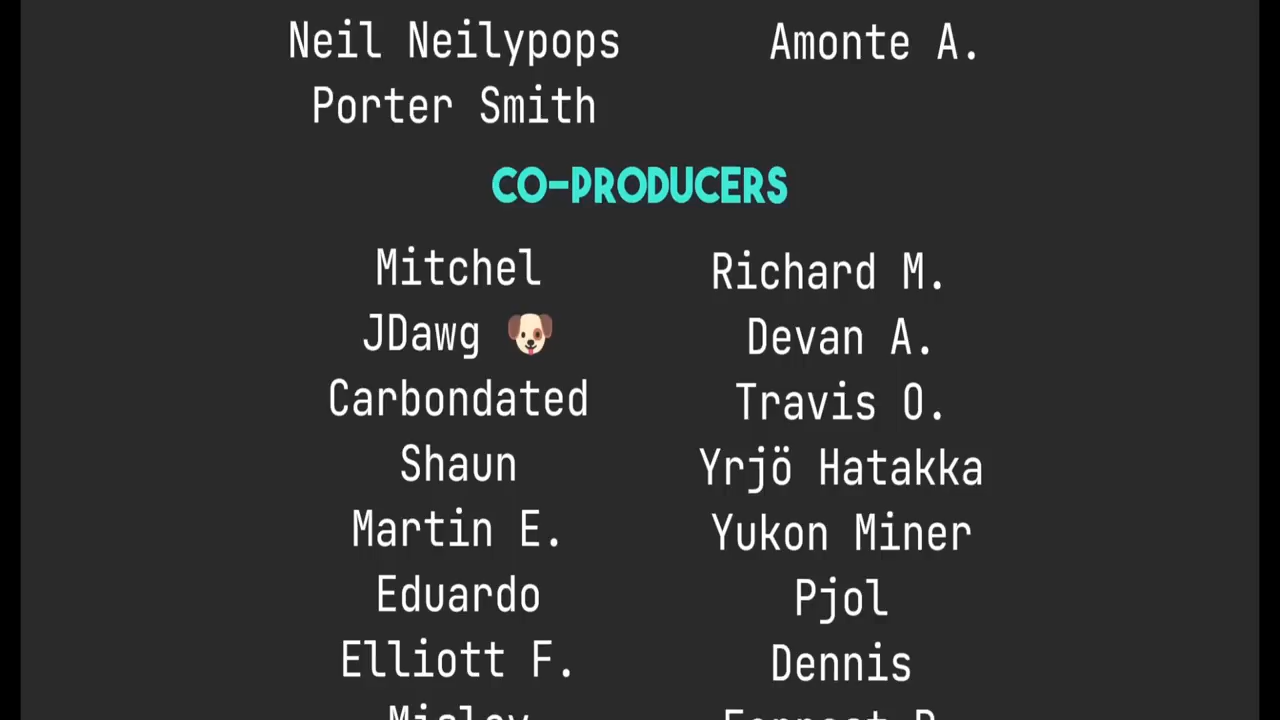 Neil Neilypops
Amonte A.
Porter Smith
CO-PRODUCERS
Mitchel
Richard M.
JDawg 🐶
Devan A.
Carbondated
Travis O.
Shaun
Yrjö Hatakka
Martin E.
Yukon Miner
Eduardo
Pjol
Elliott F.
Dennis